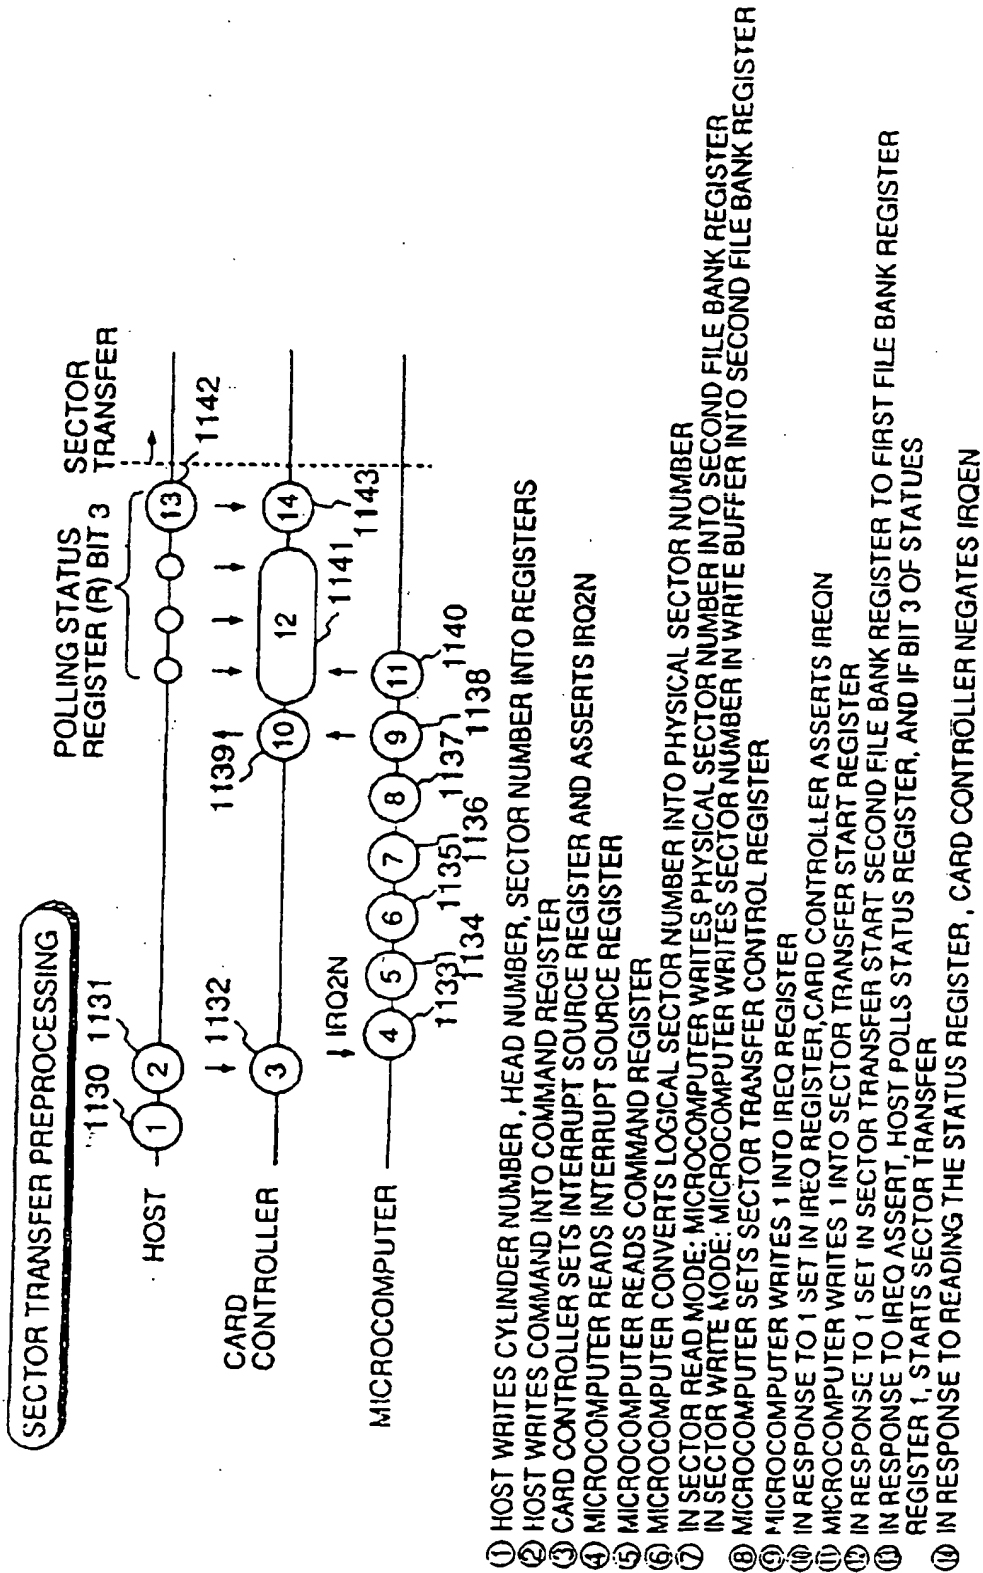 SECTOR TRANSFER PREPROCESSING
POLLING STATUS
REGISTER (R) BIT 3
SECTOR
TRANSFER
1130 1131
HOST
1 2 13
1142
1132
1139
CARD
CONTROLLER
3 10 12 14
1141
1143
IRQ2N
MICROCOMPUTER
4 5 6 7 8 9 11
1133 1135 1137 1140
1134 1136 1138
① HOST WRITES CYLINDER NUMBER, HEAD NUMBER, SECTOR NUMBER INTO REGISTERS
② HOST WRITES COMMAND INTO COMMAND REGISTER
③ CARD CONTROLLER SETS INTERRUPT SOURCE REGISTER AND ASSERTS IRQ2N
④ MICROCOMPUTER READS INTERRUPT SOURCE REGISTER
⑤ MICROCOMPUTER READS COMMAND REGISTER
⑥ MICROCOMPUTER CONVERTS LOGICAL SECTOR NUMBER INTO PHYSICAL SECTOR NUMBER
⑦ IN SECTOR READ MODE: MICROCOMPUTER WRITES PHYSICAL SECTOR NUMBER INTO SECOND FILE BANK REGISTER
IN SECTOR WRITE MODE: MICROCOMPUTER WRITES SECTOR NUMBER IN WRITE BUFFER INTO SECOND FILE BANK REGISTER
⑧ MICROCOMPUTER SETS SECTOR TRANSFER CONTROL REGISTER
⑨ MICROCOMPUTER WRITES 1 INTO IREQ REGISTER
⑩ IN RESPONSE TO 1 SET IN IREQ REGISTER, CARD CONTROLLER ASSERTS IREQN
⑪ MICROCOMPUTER WRITES 1 INTO SECTOR TRANSFER START REGISTER
⑫ IN RESPONSE TO 1 SET IN SECTOR TRANSFER START SECOND FILE BANK REGISTER TO FIRST FILE BANK REGISTER
⑬ IN RESPONSE TO IREQ ASSERT, HOST POLLS STATUS REGISTER, AND IF BIT 3 OF STATUES
REGISTER 1, STARTS SECTOR TRANSFER
⑭ IN RESPONSE TO READING THE STATUS REGISTER, CARD CONTROLLER NEGATES IRQEN